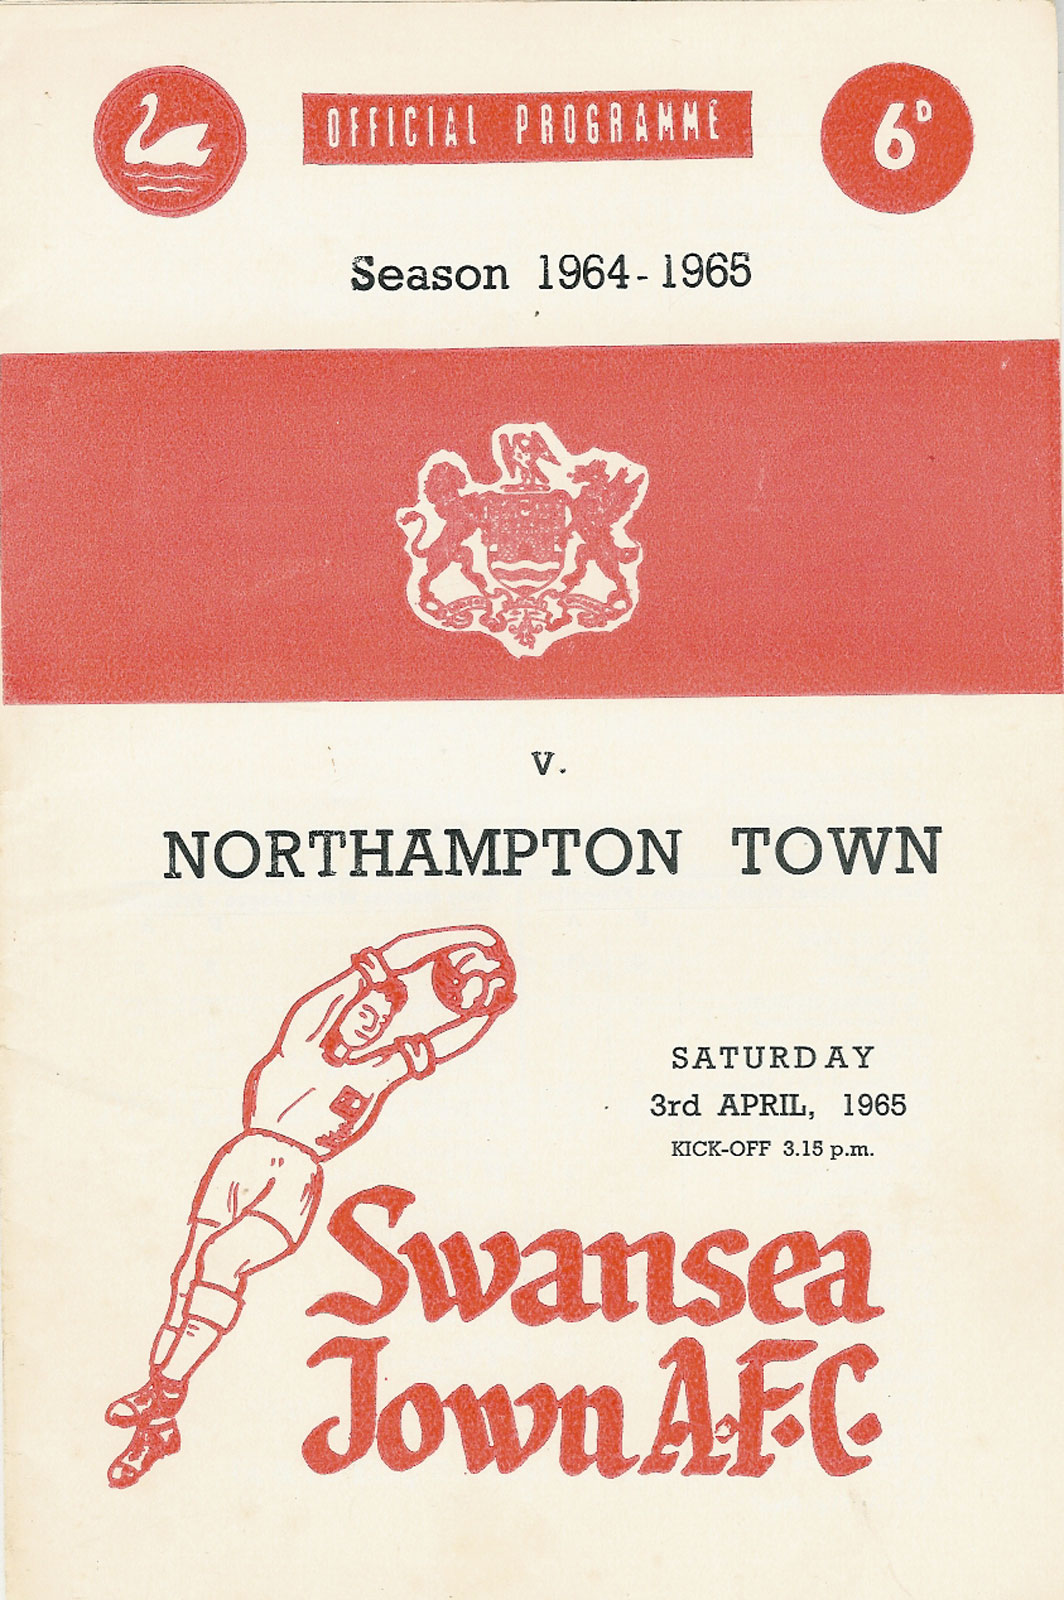 OFFICIAL PROGRAMME
6D
Season 1964-1965
v.
NORTHAMPTON TOWN
SATURDAY
3rd APRIL, 1965
KICK-OFF 3.15 p.m.
Swansea
Town A.F.C.